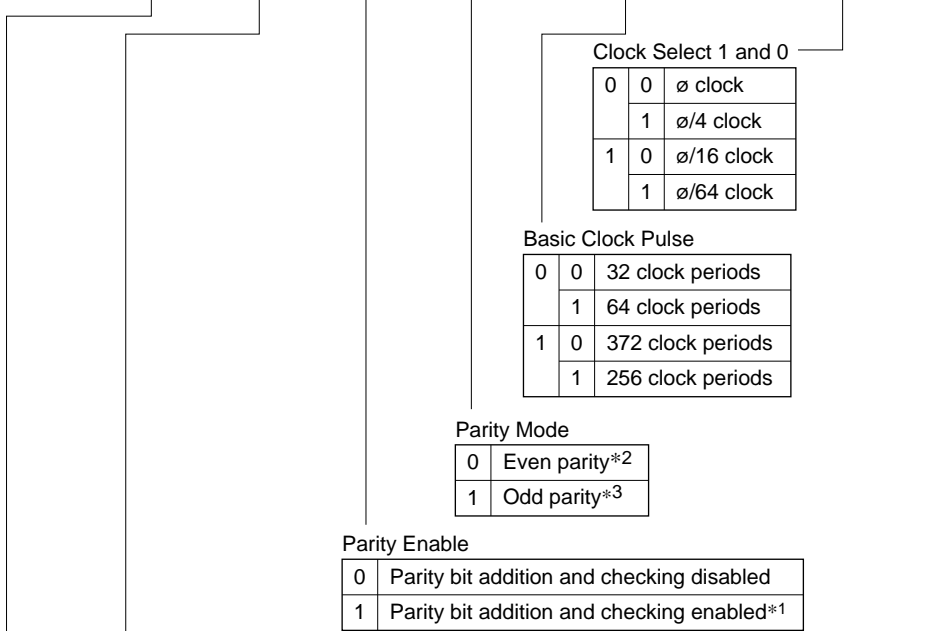 Clock Select 1 and 0
0 0 ø clock
1 ø/4 clock
1 0 ø/16 clock
1 ø/64 clock
Basic Clock Pulse
0 0 32 clock periods
1 64 clock periods
1 0 372 clock periods
1 256 clock periods
Parity Mode
0 Even parity*2
1 Odd parity*3
Parity Enable
0 Parity bit addition and checking disabled
1 Parity bit addition and checking enabled*1